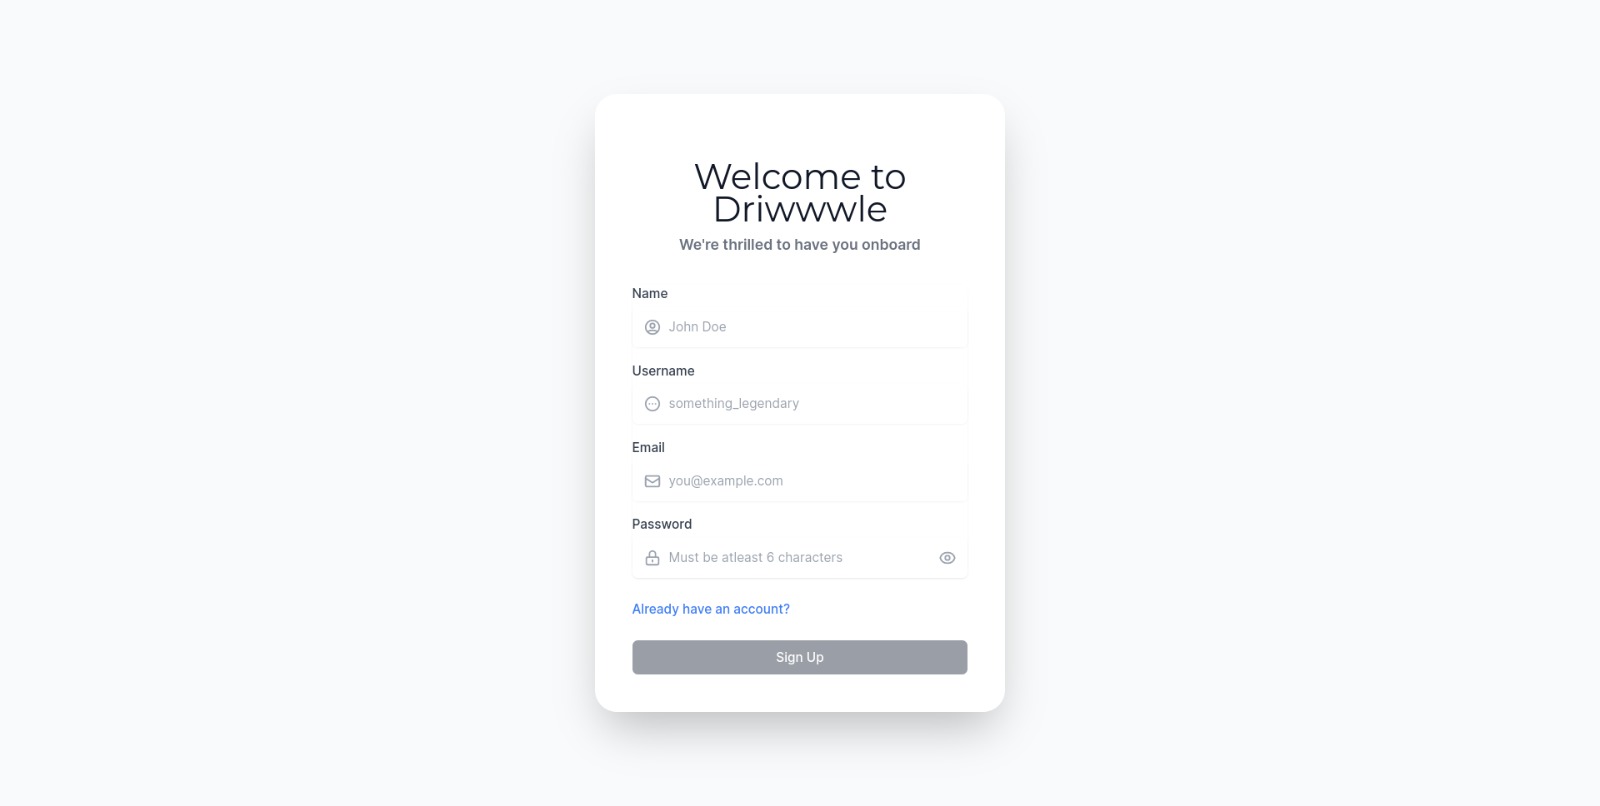 Welcome to
Driwwwle
We're thrilled to have you onboard
Name
John Doe
Username
something_legendary
Email
you@example.com
Password
Must be atleast 6 characters
Already have an account?
Sign Up